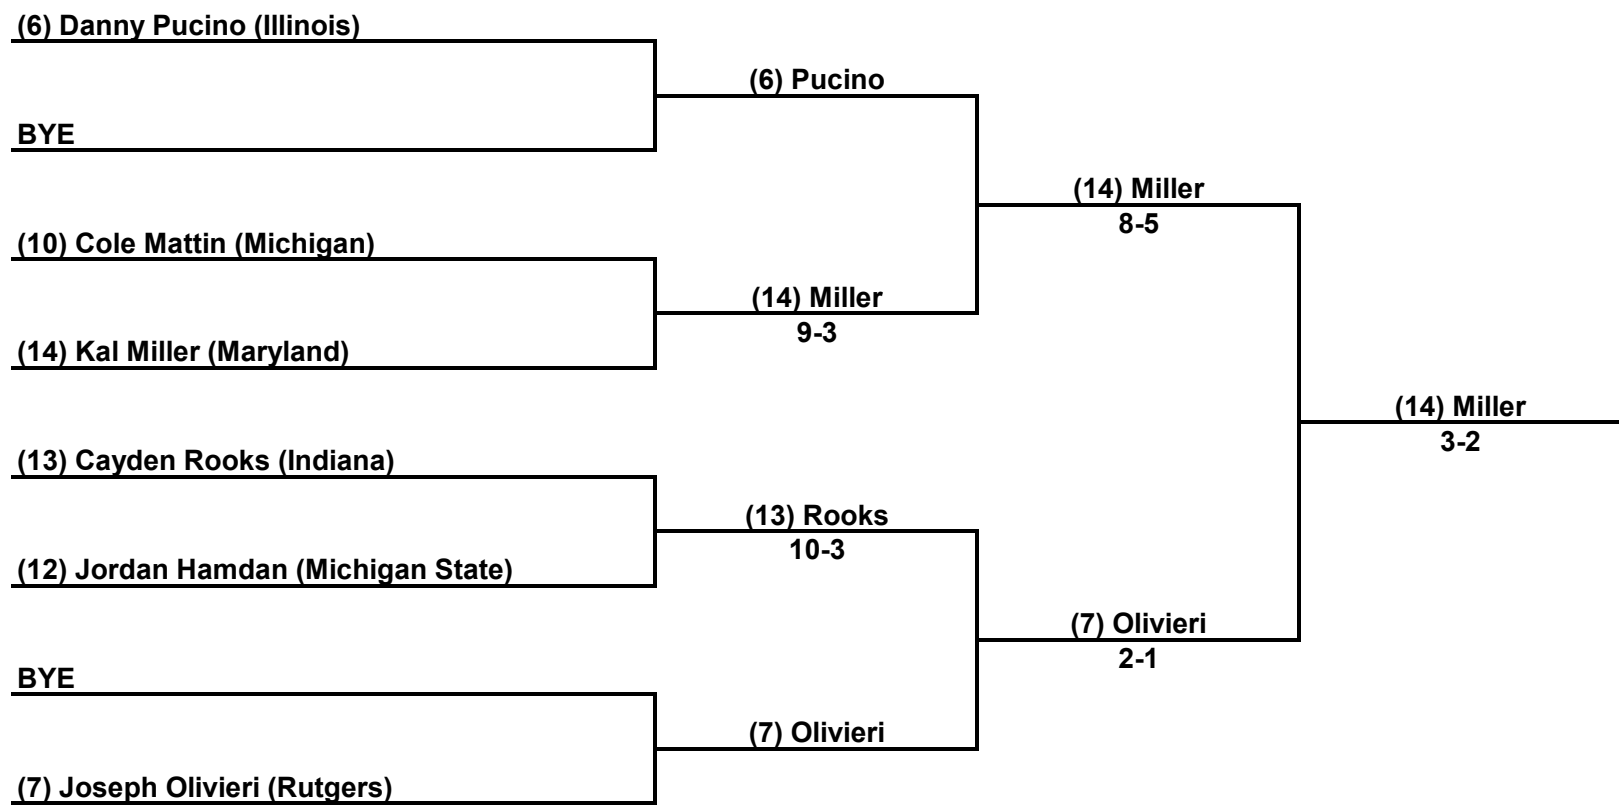 (6) Danny Pucino (Illinois)
(6) Pucino
BYE
(14) Miller
8-5
(10) Cole Mattin (Michigan)
(14) Miller
9-3
(14) Kal Miller (Maryland)
(14) Miller
3-2
(13) Cayden Rooks (Indiana)
(13) Rooks
10-3
(12) Jordan Hamdan (Michigan State)
(7) Olivieri
2-1
BYE
(7) Olivieri
(7) Joseph Olivieri (Rutgers)